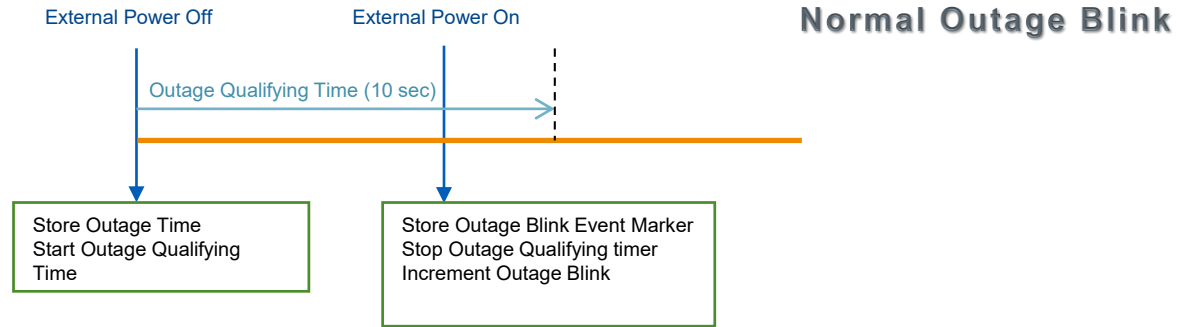 External Power Off
External Power On
Normal Outage Blink
Outage Qualifying Time (10 sec)
Store Outage Time
Start Outage Qualifying
Time
Store Outage Blink Event Marker
Stop Outage Qualifying timer
Increment Outage Blink